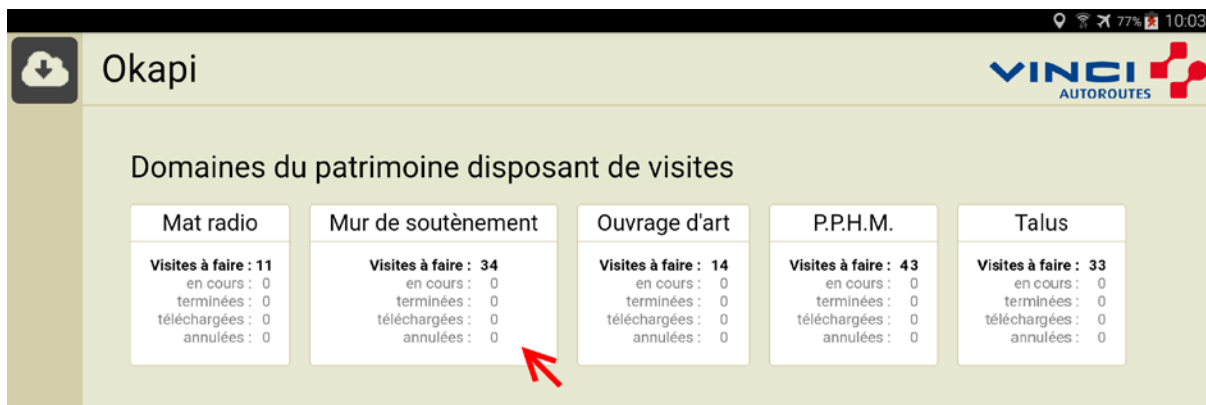 77% 10:03
Okapi
VINCI
AUTOROUTES
Domaines du patrimoine disposant de visites
Mat radio
Visites à faire : 11
en cours : 0
terminées : 0
téléchargées : 0
annulées : 0
Mur de soutènement
Visites à faire : 34
en cours : 0
terminées : 0
téléchargées : 0
annulées : 0
Ouvrage d'art
Visites à faire : 14
en cours : 0
terminées : 0
téléchargées : 0
annulées : 0
P.P.H.M.
Visites à faire : 43
en cours : 0
terminées : 0
téléchargées : 0
annulées : 0
Talus
Visites à faire : 33
en cours : 0
terminées : 0
téléchargées : 0
annulées : 0